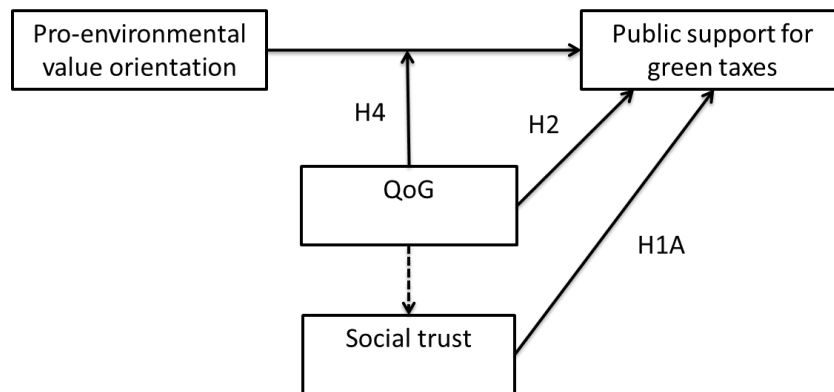 Pro-environmental
value orientation
Public support for
green taxes
H4
H2
QoG
H1A
Social trust